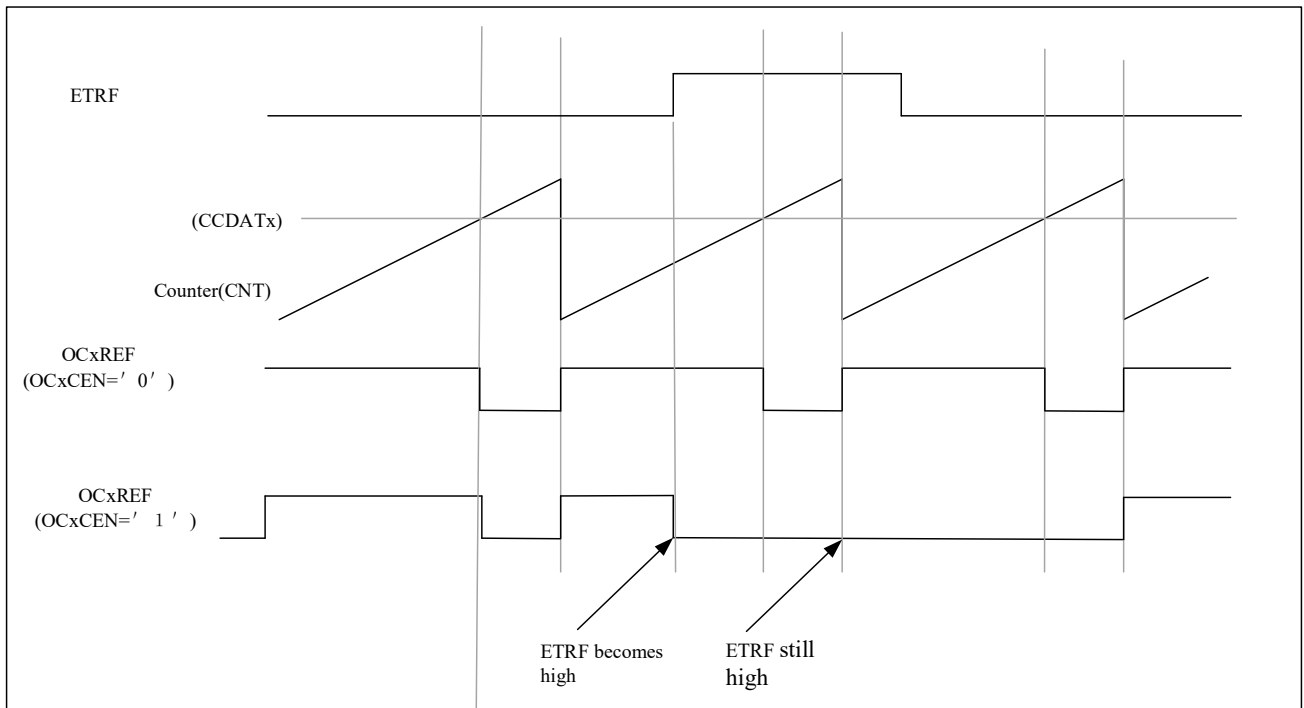 ETRF
(CCDATx)
Counter(CNT)
OCxREF
(OCxCEN=′ 0′ )
OCxREF
(OCxCEN=′ 1 ′ )
ETRF becomes
high
ETRF still
high